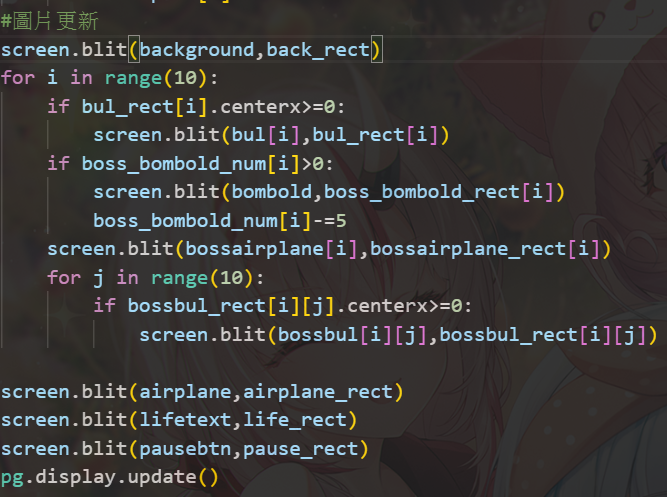 #圖片更新
screen.blit(background,back_rect)
for i in range(10):
    if bul_rect[i].centerx>=0:
        screen.blit(bul[i],bul_rect[i])
    if boss_bombold_num[i]>0:
        screen.blit(bombold,boss_bombold_rect[i])
        boss_bombold_num[i]-=5
    screen.blit(bossairplane[i],bossairplane_rect[i])
    for j in range(10):
        if bossbul_rect[i][j].centerx>=0:
            screen.blit(bossbul[i][j],bossbul_rect[i][j])
screen.blit(airplane,airplane_rect)
screen.blit(lifetext,life_rect)
screen.blit(pausebtn,pause_rect)
pg.display.update()